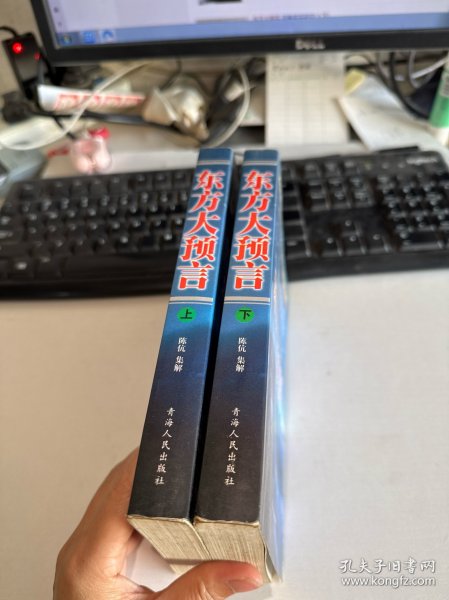 DELL
东方大预言
上
陈伉 集解
青海人民出版社
东方大预言
下
陈伉 集解
青海人民出版社
孔夫子旧书网
www.kongfz.com